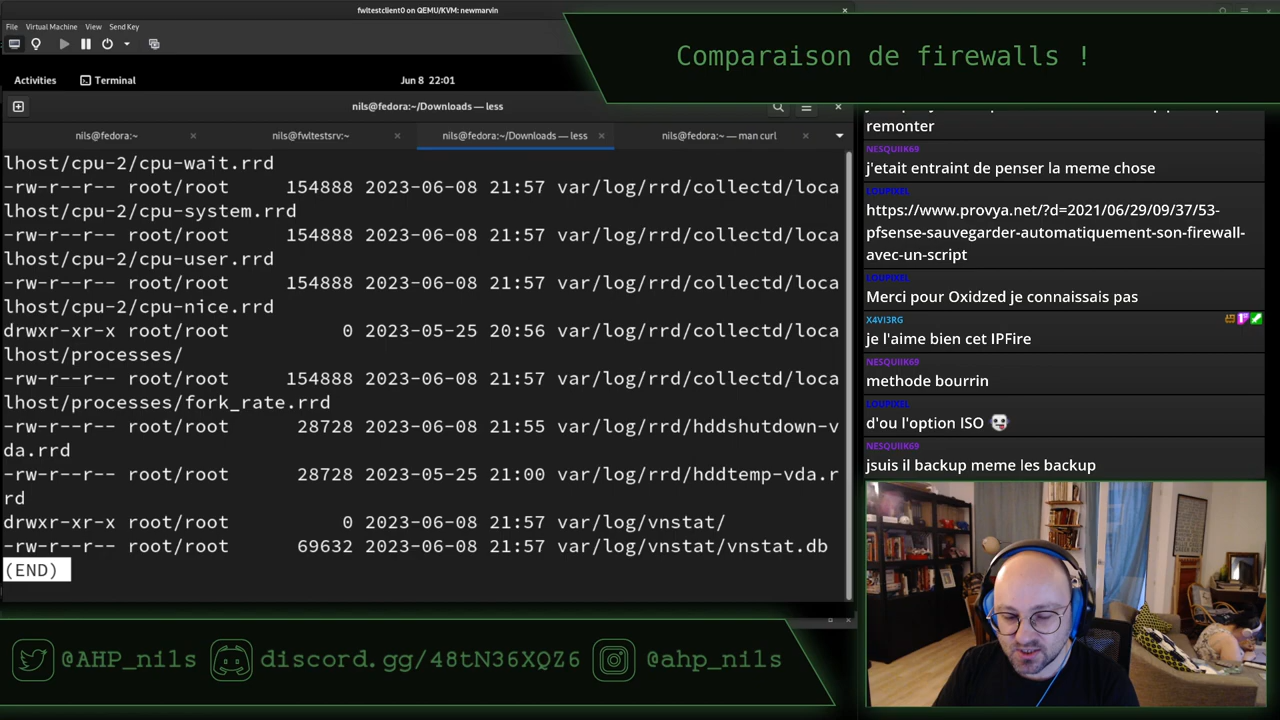 fwltestclient0 on QEMU/KVM: newmarvin
File Virtual Machine View Send Key
Comparaison de firewalls !
Activities Terminal Jun 8 22:01
nils@fedora:~/Downloads — less
nils@fedora:~ nils@fwltestsrv:~ nils@fedora:~/Downloads — less nils@fedora:~ — man curl
lhost/cpu-2/cpu-wait.rrd
-rw-r--r-- root/root 154888 2023-06-08 21:57 var/log/rrd/collectd/loca
lhost/cpu-2/cpu-system.rrd
-rw-r--r-- root/root 154888 2023-06-08 21:57 var/log/rrd/collectd/loca
lhost/cpu-2/cpu-user.rrd
-rw-r--r-- root/root 154888 2023-06-08 21:57 var/log/rrd/collectd/loca
lhost/cpu-2/cpu-nice.rrd
drwxr-xr-x root/root 0 2023-05-25 20:56 var/log/rrd/collectd/loca
lhost/processes/
-rw-r--r-- root/root 154888 2023-06-08 21:57 var/log/rrd/collectd/loca
lhost/processes/fork_rate.rrd
-rw-r--r-- root/root 28728 2023-06-08 21:55 var/log/rrd/hddshutdown-v
da.rrd
-rw-r--r-- root/root 28728 2023-05-25 21:00 var/log/rrd/hddtemp-vda.r
rd
drwxr-xr-x root/root 0 2023-06-08 21:57 var/log/vnstat/
-rw-r--r-- root/root 69632 2023-06-08 21:57 var/log/vnstat/vnstat.db
(END)
remonter
NESQUIIK69
j'etait entraint de penser la meme chose
LOUPIXEL
https://www.provya.net/?d=2021/06/29/09/37/53-
pfsense-sauvegarder-automatiquement-son-firewall-
avec-un-script
LOUPIXEL
Merci pour Oxidzed je connaissais pas
X4VI3RG
je l'aime bien cet IPFire
NESQUIIK69
methode bourrin
LOUPIXEL
d'ou l'option ISO
NESQUIIK69
jsuis il backup meme les backup
@AHP_nils discord.gg/48tN36XQZ6 @ahp_nils